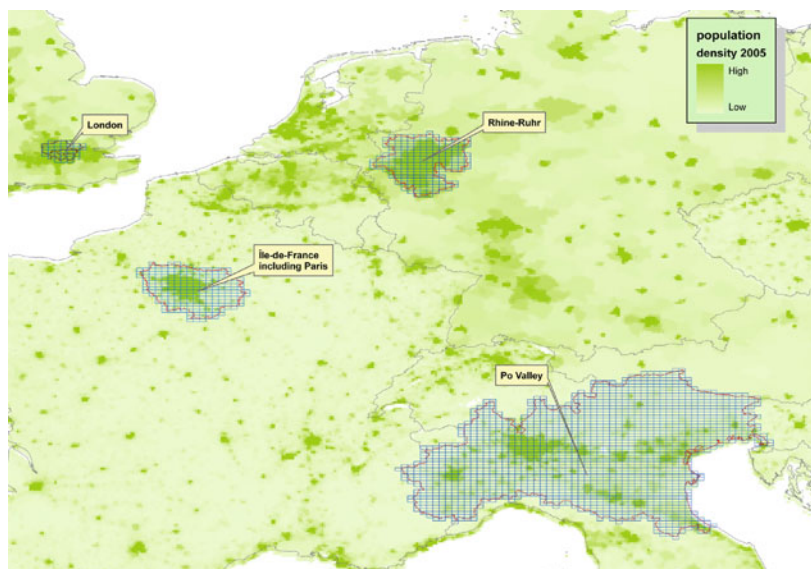 population
density 2005
High
Low
London
Rhine-Ruhr
Île-de-France
including Paris
Po Valley